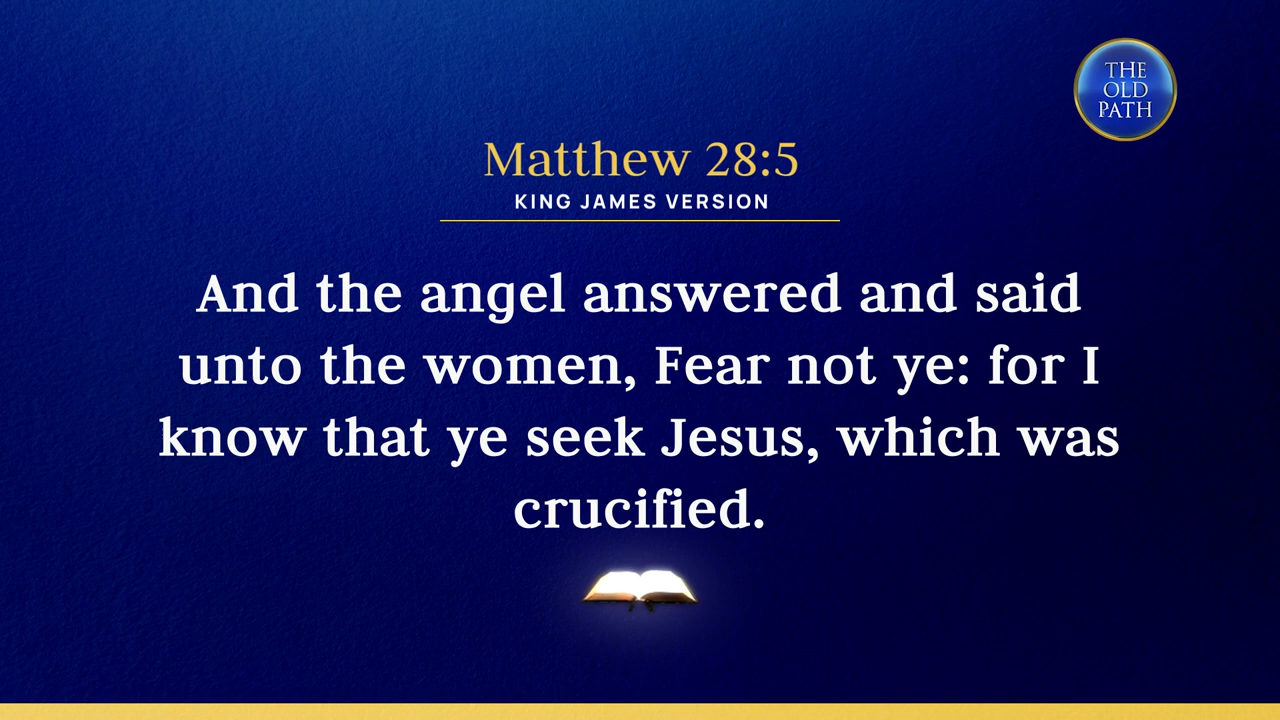 THE
OLD
PATH
Matthew 28:5
KING JAMES VERSION
And the angel answered and said
unto the women, Fear not ye: for I
know that ye seek Jesus, which was
crucified.